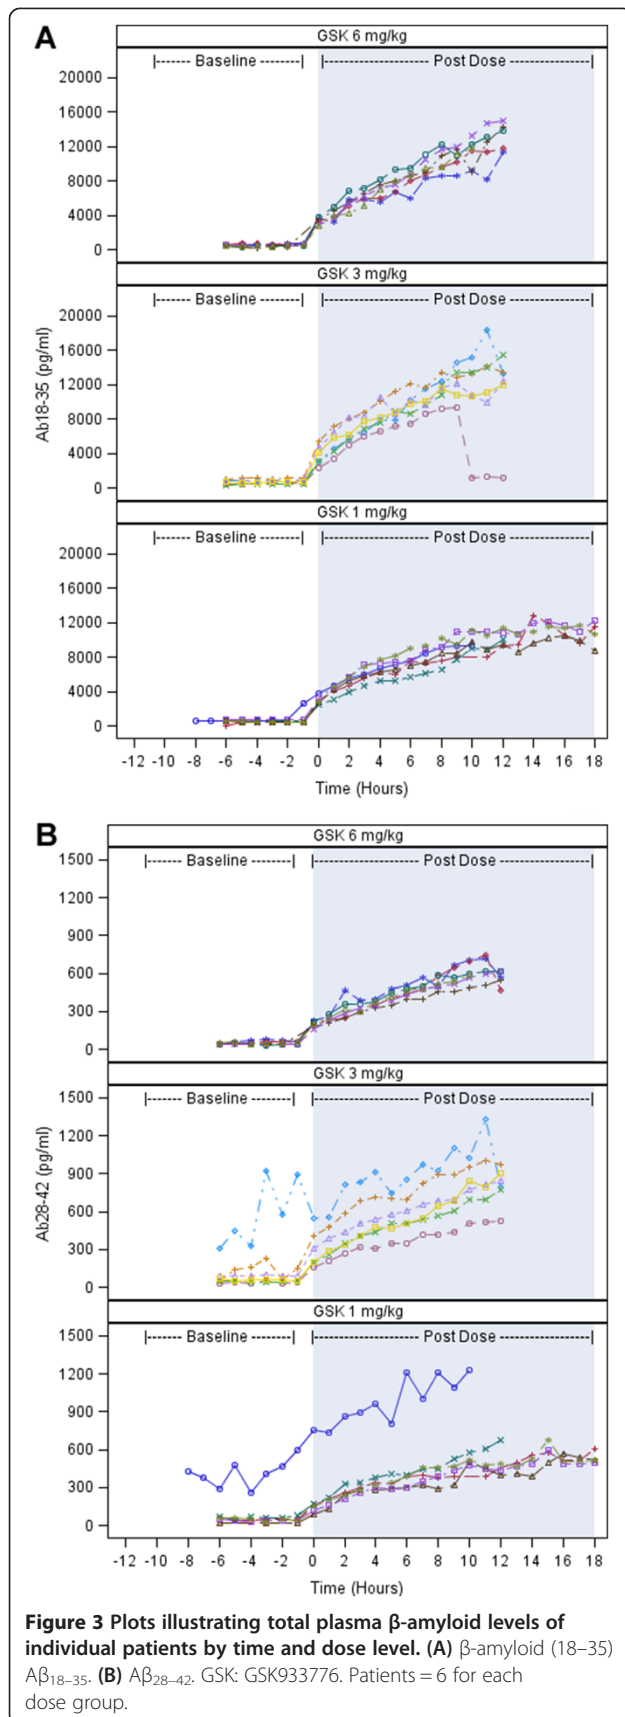 A
GSK 6 mg/kg
|------- Baseline -------| |---------------------- Post Dose ----------------------|
20000
16000
12000
8000
4000
0
GSK 3 mg/kg
|------- Baseline -------| |---------------------- Post Dose ----------------------|
20000
16000
12000
8000
4000
0
Ab18-35 (pg/ml)
GSK 1 mg/kg
|------- Baseline -------| |---------------------- Post Dose ----------------------|
20000
16000
12000
8000
4000
0
-12 -10 -8 -6 -4 -2 0 2 4 6 8 10 12 14 16 18
Time (Hours)
B
GSK 6 mg/kg
|------- Baseline -------| |---------------------- Post Dose ----------------------|
1500
1200
900
600
300
0
GSK 3 mg/kg
|------- Baseline -------| |---------------------- Post Dose ----------------------|
1500
1200
900
600
300
0
Ab28-42 (pg/ml)
GSK 1 mg/kg
|------- Baseline -------| |---------------------- Post Dose ----------------------|
1500
1200
900
600
300
0
-12 -10 -8 -6 -4 -2 0 2 4 6 8 10 12 14 16 18
Time (Hours)
Figure 3 Plots illustrating total plasma β-amyloid levels of
individual patients by time and dose level. (A) β-amyloid (18–35)
Aβ18–35. (B) Aβ28–42. GSK: GSK933776. Patients = 6 for each
dose group.